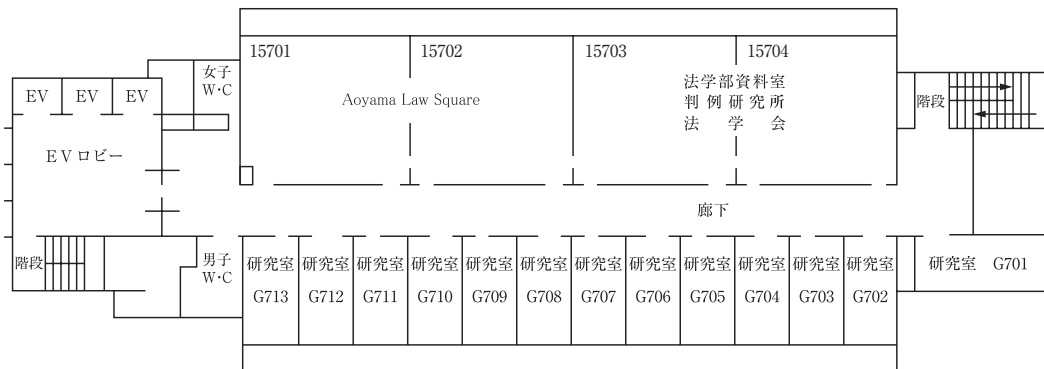 15701
15702
15703
15704
女子
W・C
EV
EV
EV
Aoyama Law Square
法学部資料室
判例研究所
法学会
階段
EVロビー
廊下
階段
男子
W・C
研究室
G713
研究室
G712
研究室
G711
研究室
G710
研究室
G709
研究室
G708
研究室
G707
研究室
G706
研究室
G705
研究室
G704
研究室
G703
研究室
G702
研究室 G701